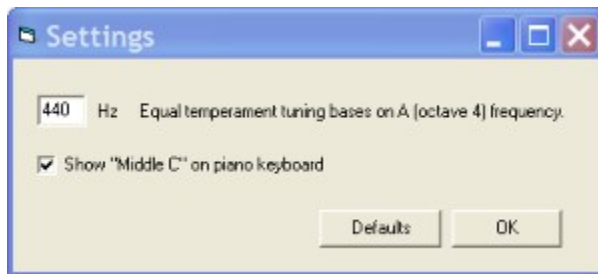 Settings
440 Hz Equal temperament tuning bases on A (octave 4) frequency.
Show "Middle C" on piano keyboard
Defaults OK